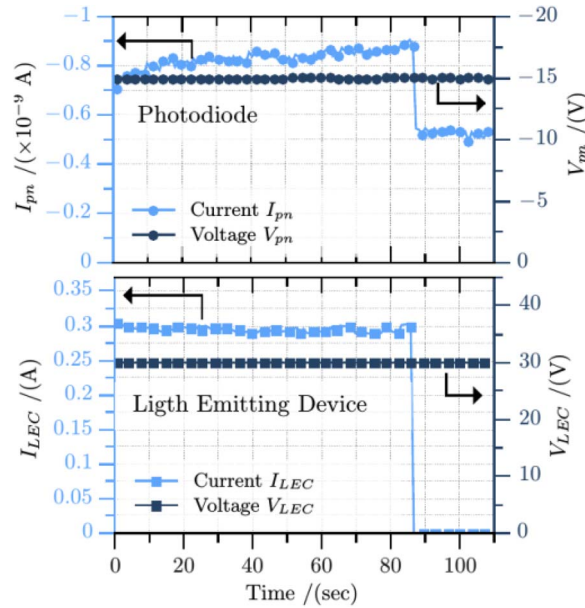 −1
−0.8
−0.6
−0.4
−0.2
0
I_pn /(×10⁻⁹ A)
Photodiode
Current I_pn
Voltage V_pn
−20
−15
−10
−5
0
V_pn /(V)
0.35
0.3
0.25
0.2
0.15
0.1
0.05
0
I_LEC /(A)
Ligth Emitting Device
Current I_LEC
Voltage V_LEC
40
30
20
10
0
V_LEC /(V)
0 20 40 60 80 100
Time /(sec)